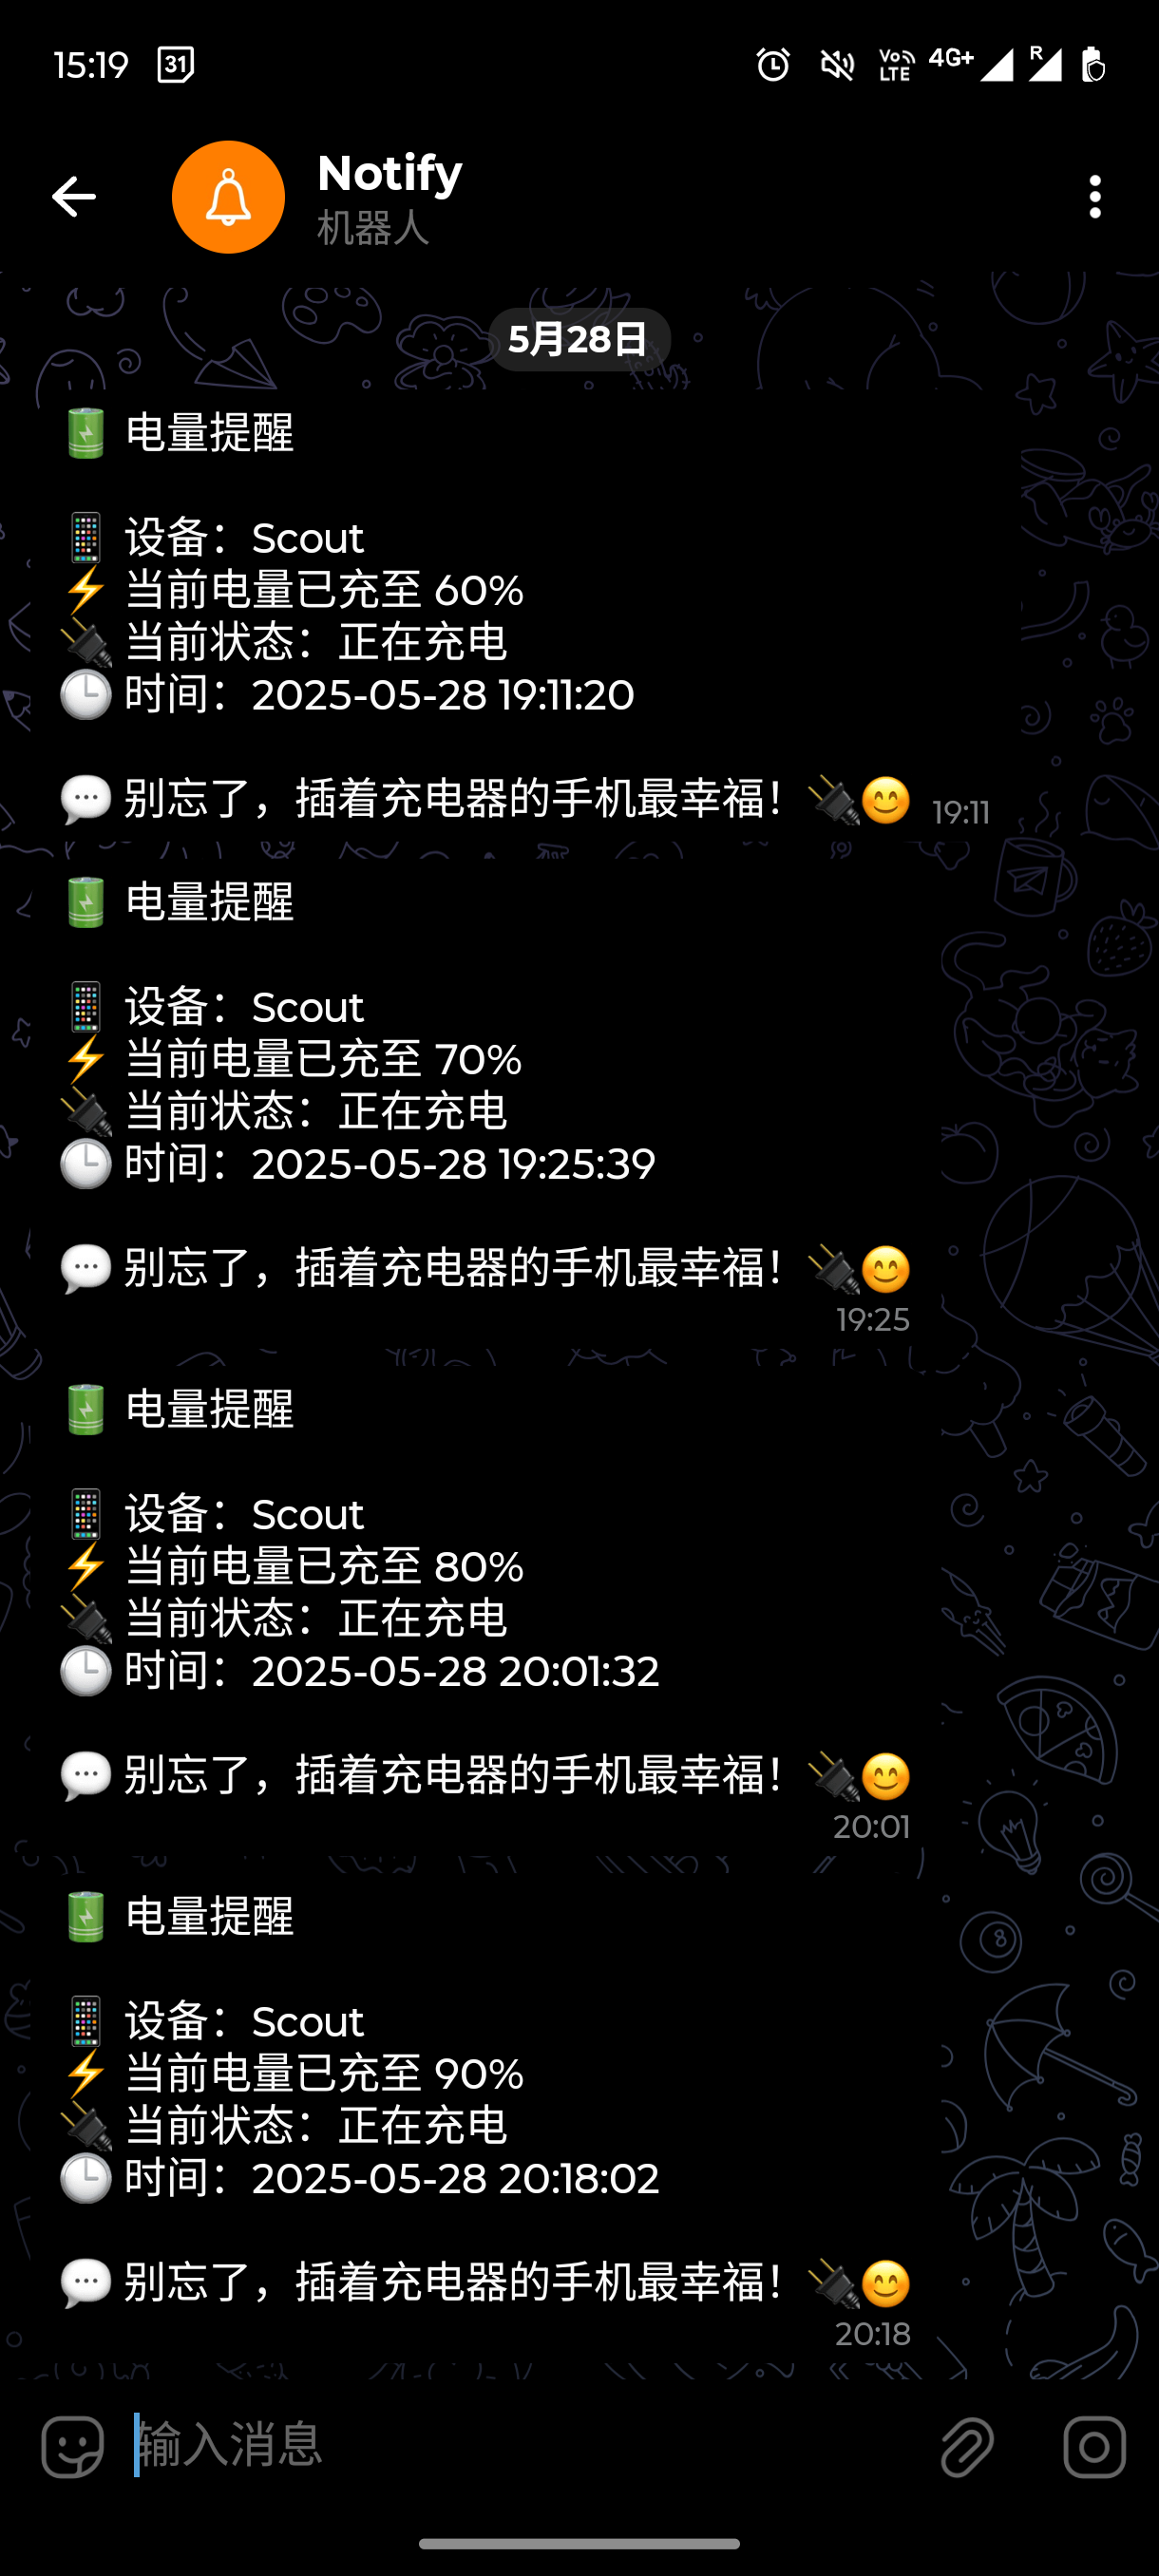 15:19 31 Vo LTE 4G+ R
Notify
机器人
5月28日
🔋 电量提醒
📱 设备：Scout
⚡ 当前电量已充至 60%
🔌 当前状态：正在充电
🕒 时间：2025-05-28 19:11:20
💬 别忘了，插着充电器的手机最幸福！🔌😊 19:11
🔋 电量提醒
📱 设备：Scout
⚡ 当前电量已充至 70%
🔌 当前状态：正在充电
🕒 时间：2025-05-28 19:25:39
💬 别忘了，插着充电器的手机最幸福！🔌😊
19:25
🔋 电量提醒
📱 设备：Scout
⚡ 当前电量已充至 80%
🔌 当前状态：正在充电
🕒 时间：2025-05-28 20:01:32
💬 别忘了，插着充电器的手机最幸福！🔌😊
20:01
🔋 电量提醒
📱 设备：Scout
⚡ 当前电量已充至 90%
🔌 当前状态：正在充电
🕒 时间：2025-05-28 20:18:02
💬 别忘了，插着充电器的手机最幸福！🔌😊
20:18
输入消息